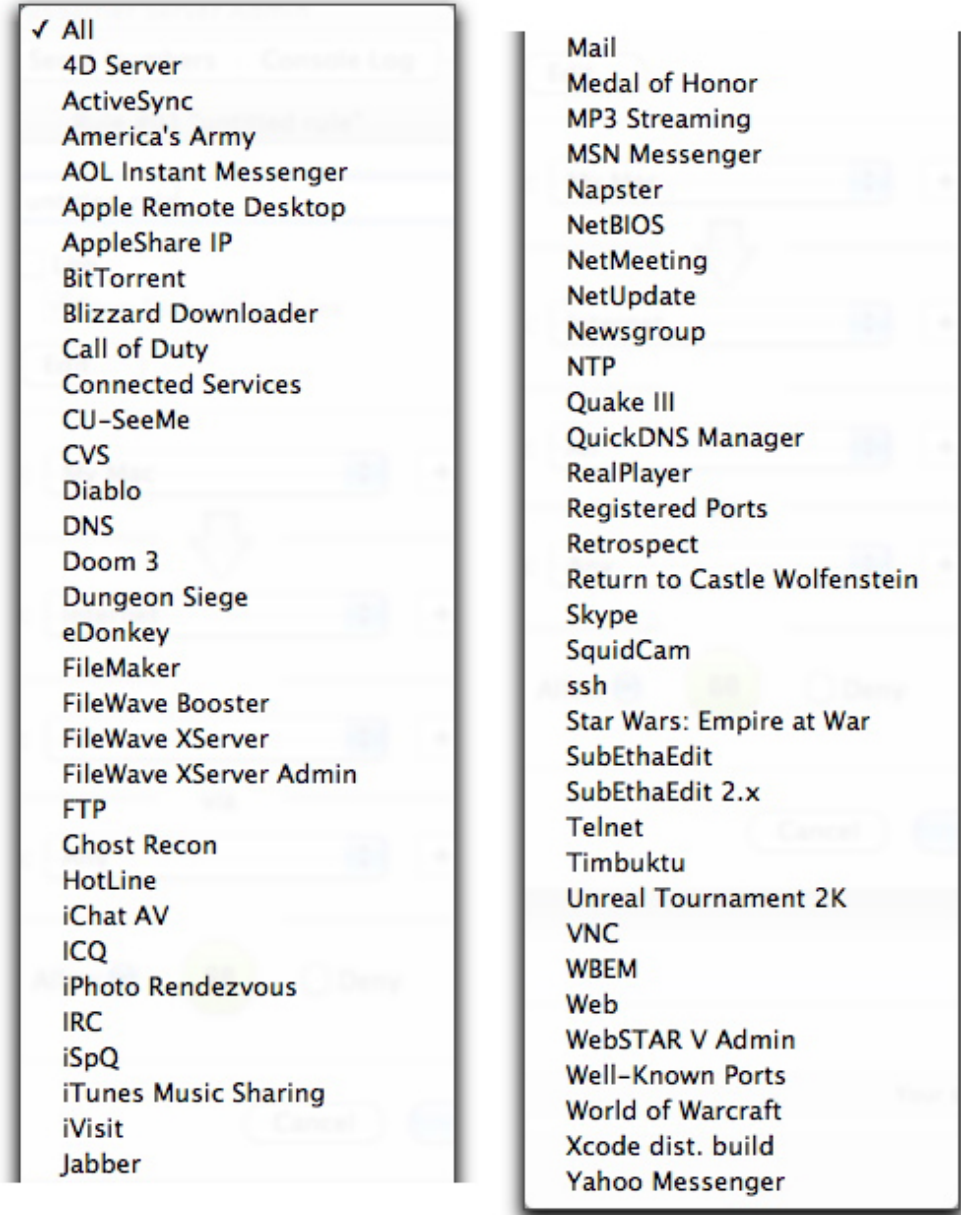 ✓ All
4D Server
ActiveSync
America's Army
AOL Instant Messenger
Apple Remote Desktop
AppleShare IP
BitTorrent
Blizzard Downloader
Call of Duty
Connected Services
CU-SeeMe
CVS
Diablo
DNS
Doom 3
Dungeon Siege
eDonkey
FileMaker
FileWave Booster
FileWave XServer
FileWave XServer Admin
FTP
Ghost Recon
HotLine
iChat AV
ICQ
iPhoto Rendezvous
IRC
iSpQ
iTunes Music Sharing
iVisit
Jabber
Mail
Medal of Honor
MP3 Streaming
MSN Messenger
Napster
NetBIOS
NetMeeting
NetUpdate
Newsgroup
NTP
Quake III
QuickDNS Manager
RealPlayer
Registered Ports
Retrospect
Return to Castle Wolfenstein
Skype
SquidCam
ssh
Star Wars: Empire at War
SubEthaEdit
SubEthaEdit 2.x
Telnet
Timbuktu
Unreal Tournament 2K
VNC
WBEM
Web
WebSTAR V Admin
Well-Known Ports
World of Warcraft
Xcode dist. build
Yahoo Messenger